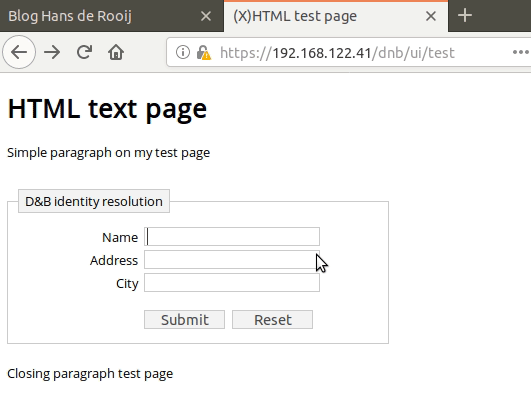 Blog Hans de Rooij
(X)HTML test page
https://192.168.122.41/dnb/ui/test
HTML text page
Simple paragraph on my test page
D&B identity resolution
Name
Address
City
Submit Reset
Closing paragraph test page